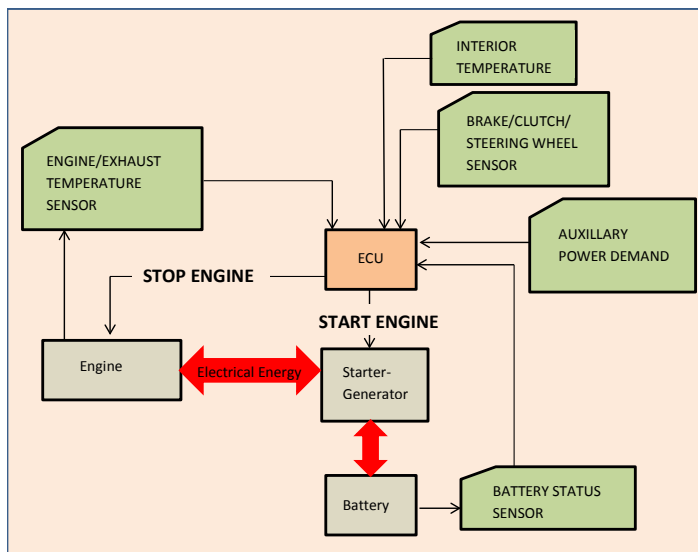 INTERIOR
TEMPERATURE
BRAKE/CLUTCH/
STEERING WHEEL
SENSOR
ENGINE/EXHAUST
TEMPERATURE
SENSOR
AUXILLARY
POWER DEMAND
ECU
STOP ENGINE
START ENGINE
Engine
Electrical Energy
Starter-
Generator
Battery
BATTERY STATUS
SENSOR